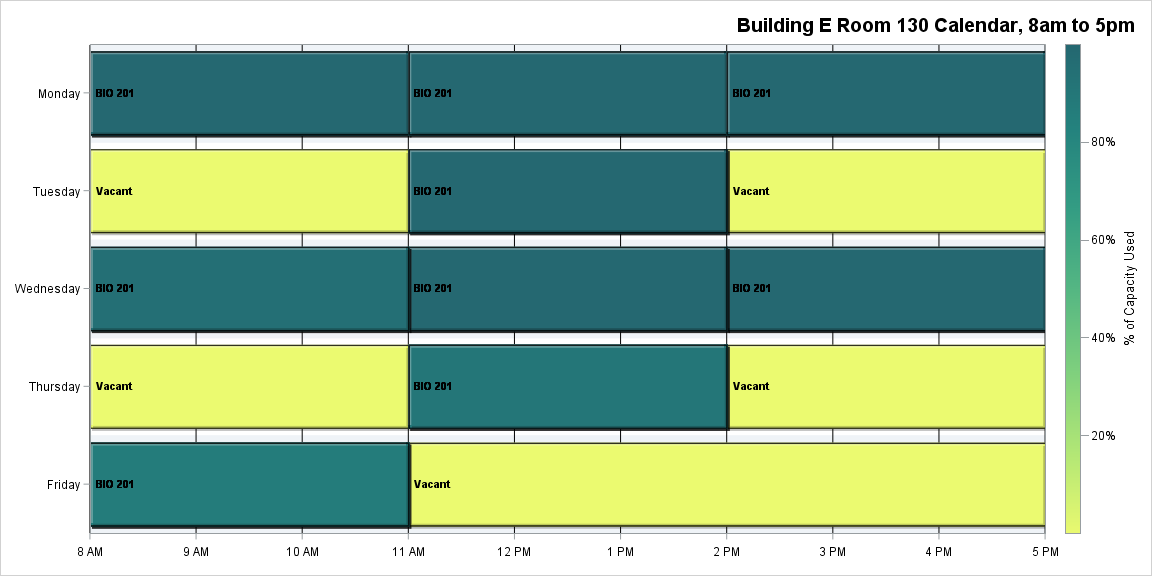 Building E Room 130 Calendar, 8am to 5pm
Monday
BIO 201
BIO 201
BIO 201
Tuesday
Vacant
BIO 201
Vacant
Wednesday
BIO 201
BIO 201
BIO 201
Thursday
Vacant
BIO 201
Vacant
Friday
BIO 201
Vacant
8 AM
9 AM
10 AM
11 AM
12 PM
1 PM
2 PM
3 PM
4 PM
5 PM
80%
60%
40%
20%
% of Capacity Used